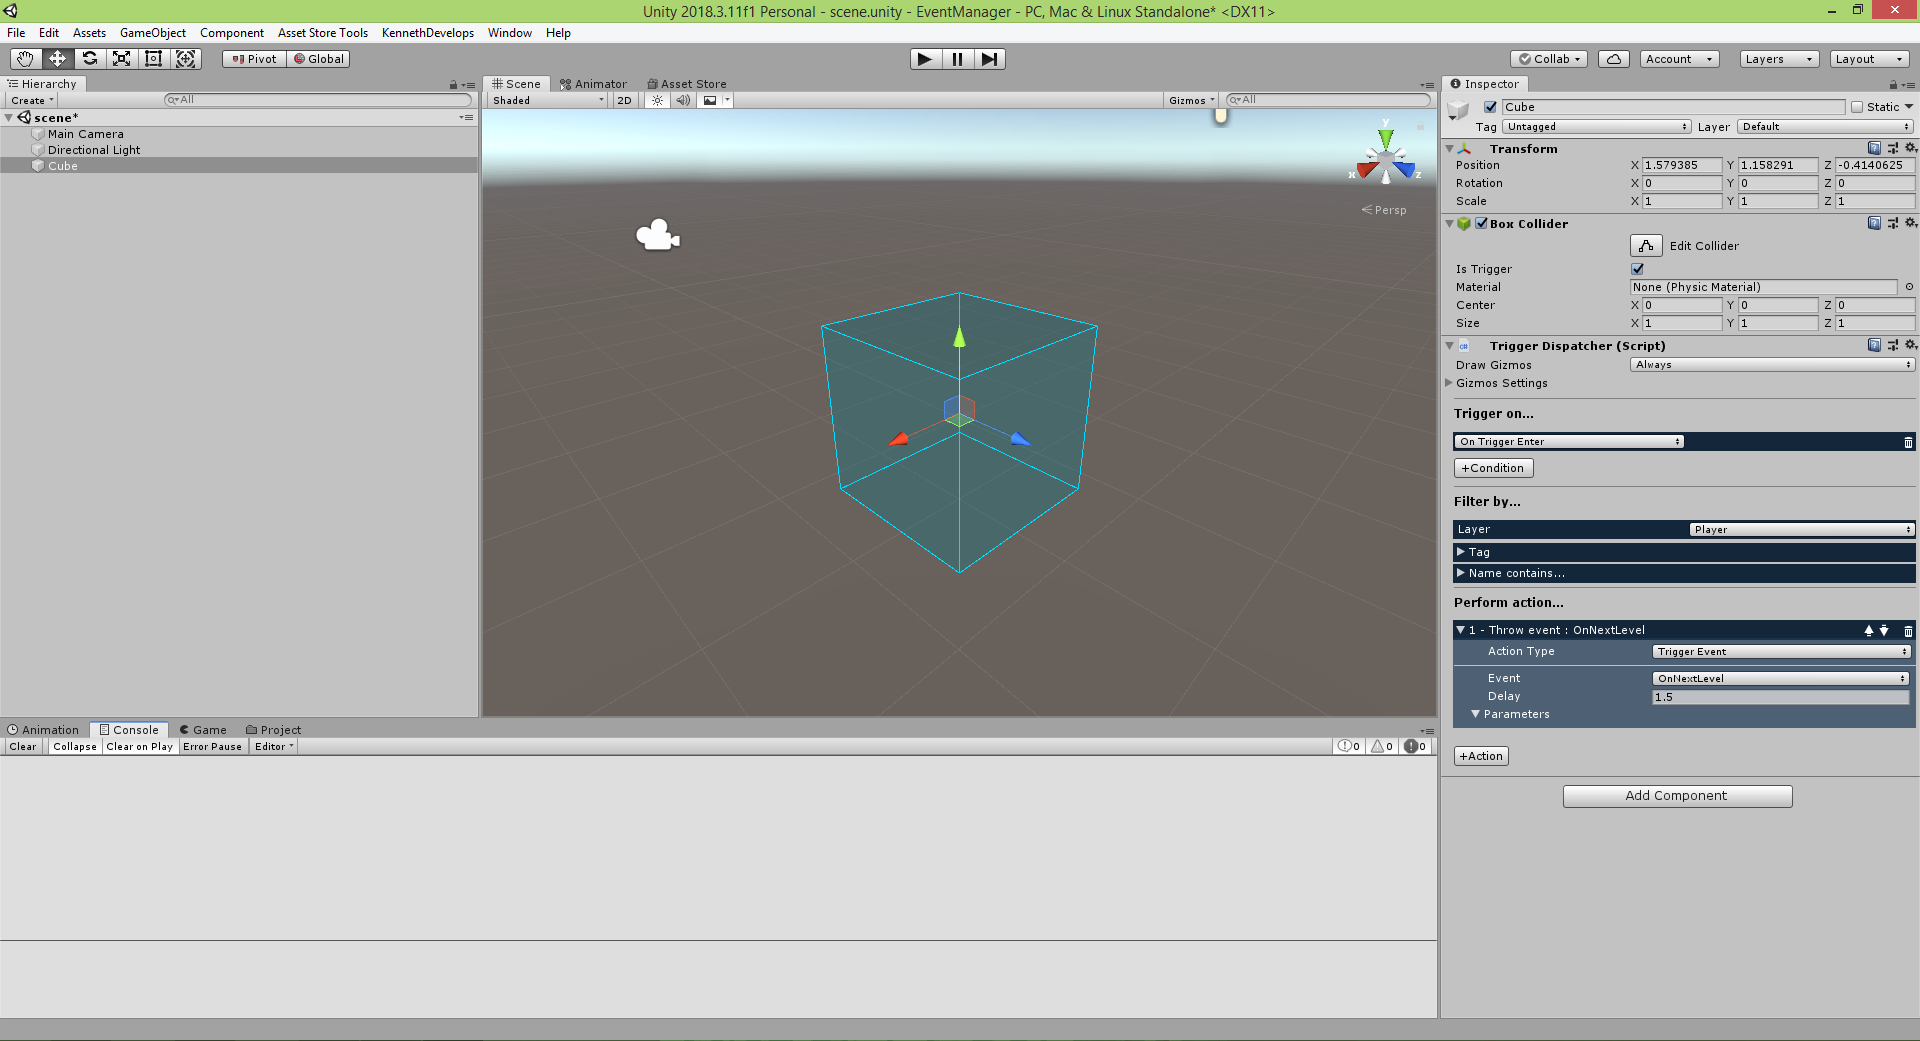 Unity 2018.3.11f1 Personal - scene.unity - EventManager - PC, Mac & Linux Standalone* <DX11>
File Edit Assets GameObject Component Asset Store Tools KennethDevelops Window Help
Pivot Global Collab Account Layers Layout
Hierarchy
Create All
scene*
Main Camera
Directional Light
Cube
Scene Animator Asset Store
Shaded 2D Gizmos All
y
x z
Persp
Animation Console Game Project
Clear Collapse Clear on Play Error Pause Editor 0 0 0
Inspector
Cube Static
Tag Untagged Layer Default
Transform
Position X 1.579385 Y 1.158291 Z -0.4140625
Rotation X 0 Y 0 Z 0
Scale X 1 Y 1 Z 1
Box Collider
Edit Collider
Is Trigger
Material None (Physic Material)
Center X 0 Y 0 Z 0
Size X 1 Y 1 Z 1
Trigger Dispatcher (Script)
Draw Gizmos Always
Gizmos Settings
Trigger on...
On Trigger Enter
+Condition
Filter by...
Layer Player
Tag
Name contains...
Perform action...
1 - Throw event : OnNextLevel
Action Type Trigger Event
Event OnNextLevel
Delay 1.5
Parameters
+Action
Add Component